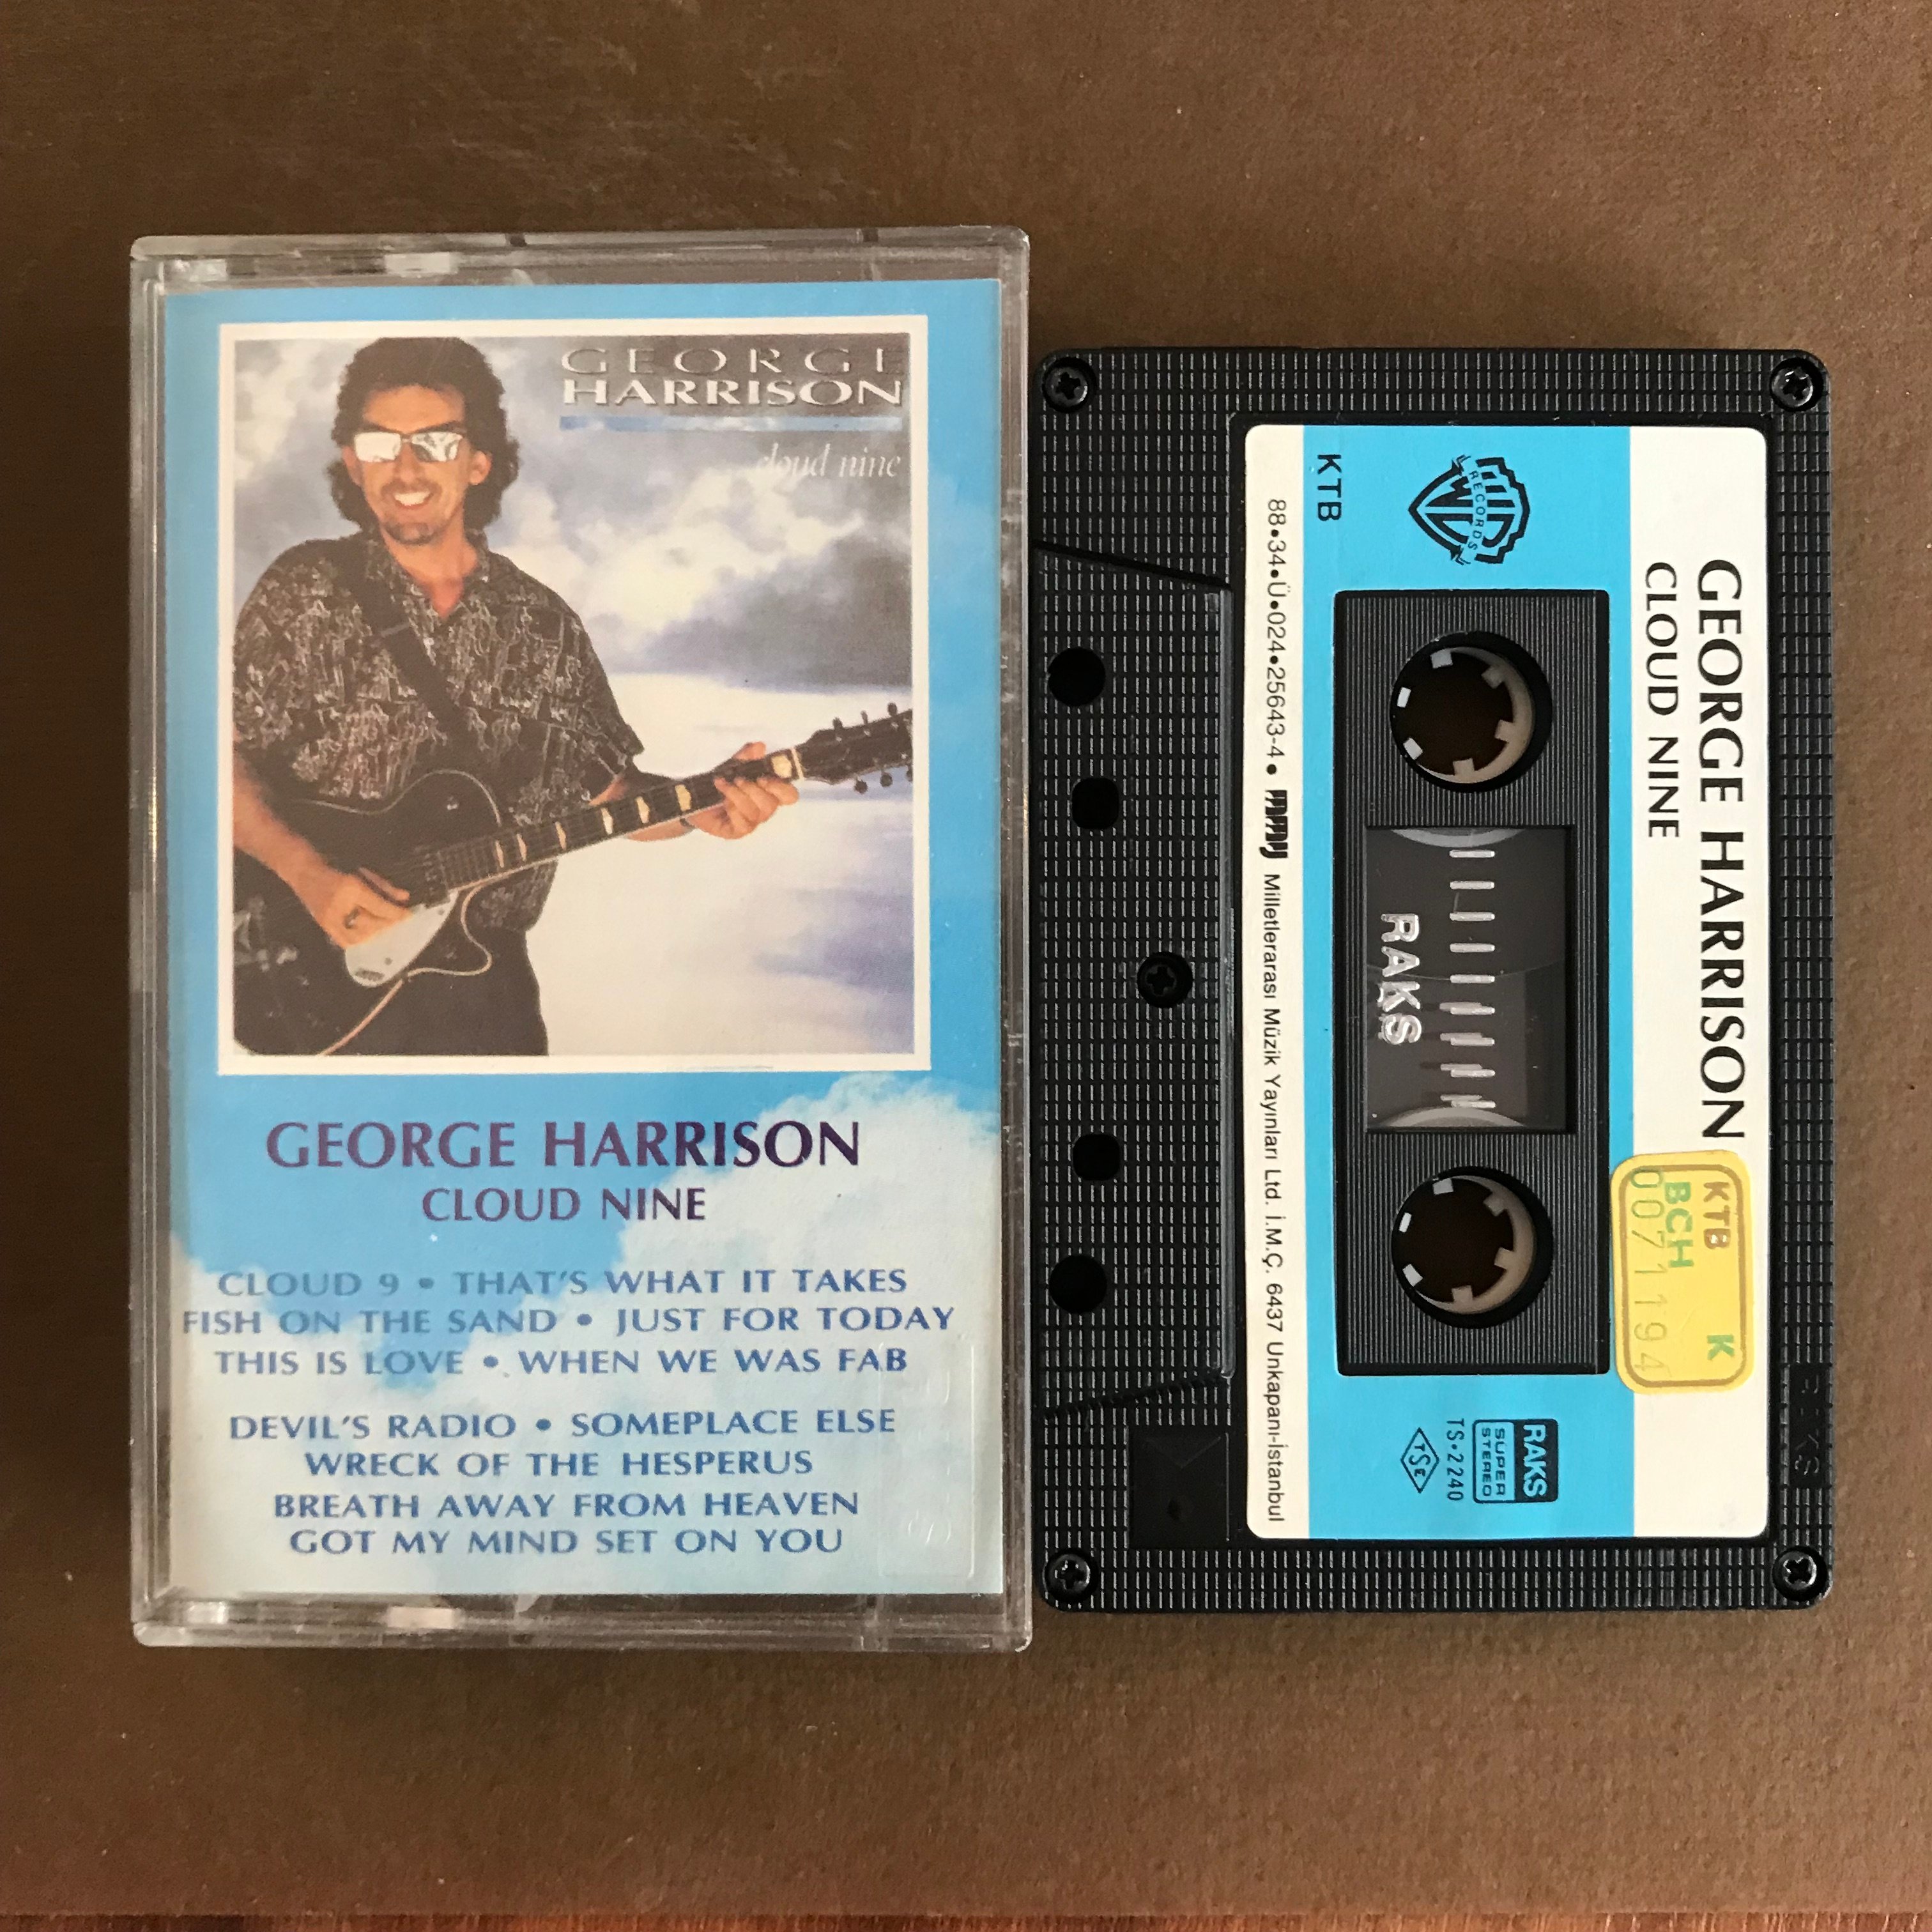 GEORGE
HARRISON
cloud nine
GEORGE HARRISON
CLOUD NINE
CLOUD 9 • THAT'S WHAT IT TAKES
FISH ON THE SAND • JUST FOR TODAY
THIS IS LOVE • WHEN WE WAS FAB
DEVIL'S RADIO • SOMEPLACE ELSE
WRECK OF THE HESPERUS
BREATH AWAY FROM HEAVEN
GOT MY MIND SET ON YOU
GEORGE HARRISON
CLOUD NINE
KTB
BCH
K
0071194
WB
RECORDS
RAKS
RAKS
SUPER
STEREO
TS•2240
TSE
KTB
88•34•Ü•024•25643-4• Milletlerarası Müzik Yayınları Ltd. İ.M.Ç. 6437 Unkapanı-İstanbul